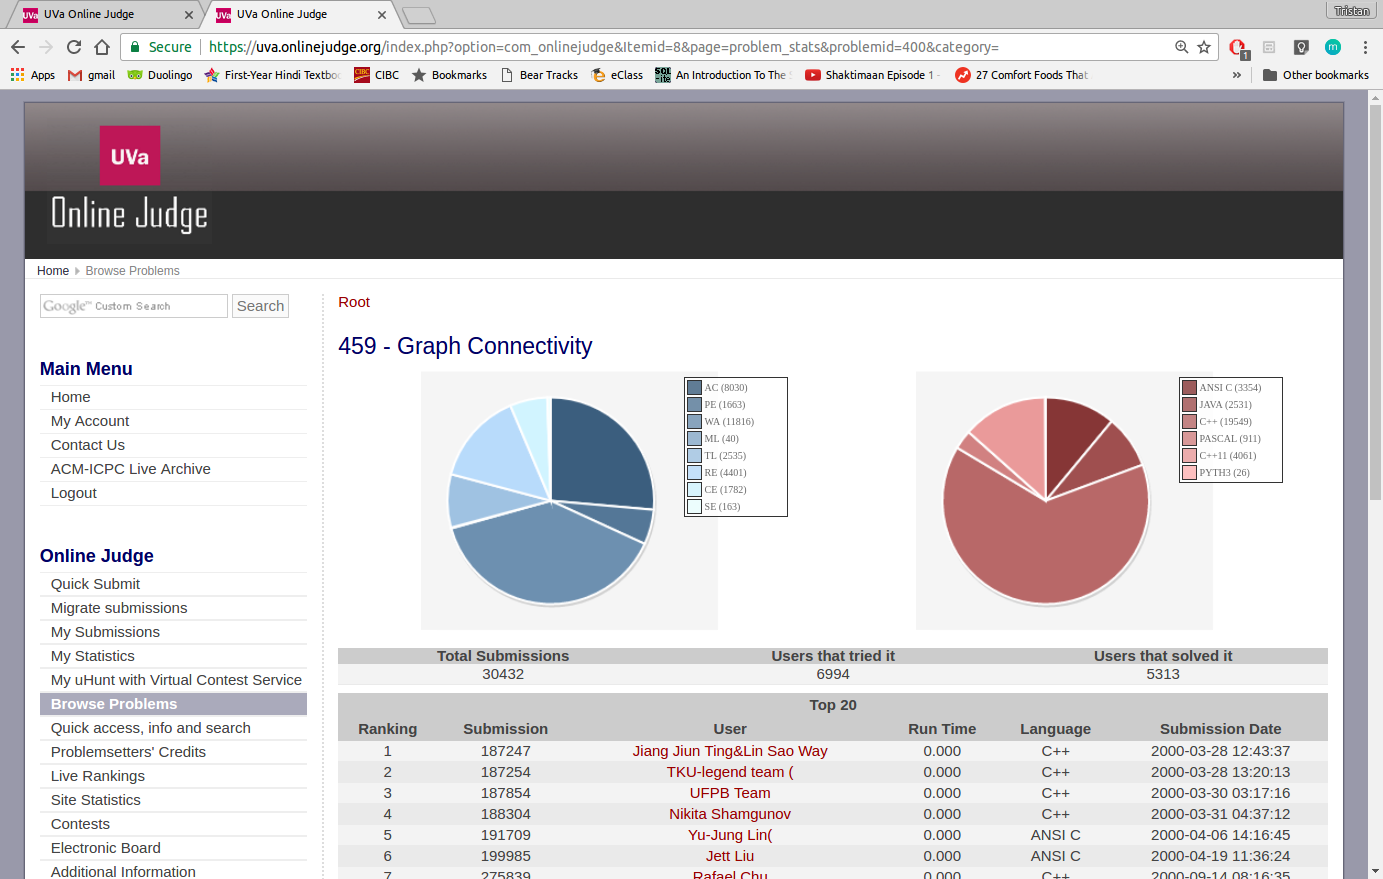 UVa Online Judge
UVa Online Judge
Tristan
Secure
https://uva.onlinejudge.org/index.php?option=com_onlinejudge&Itemid=8&page=problem_stats&problemid=400&category=
1
m
Apps
gmail
Duolingo
First-Year Hindi Textbo
CIBC
CIBC
Bookmarks
Bear Tracks
eClass
An Introduction To The
Shaktimaan Episode 1 -
27 Comfort Foods That
»
Other bookmarks
UVa
Online Judge
Home
Browse Problems
Google™ Custom Search
Search
Root
459 - Graph Connectivity
AC (8030)
PE (1663)
WA (11816)
ML (40)
TL (2535)
RE (4401)
CE (1782)
SE (163)
ANSI C (3354)
JAVA (2531)
C++ (19549)
PASCAL (911)
C++11 (4061)
PYTH3 (26)
Main Menu
Home
My Account
Contact Us
ACM-ICPC Live Archive
Logout
Online Judge
Quick Submit
Migrate submissions
My Submissions
My Statistics
My uHunt with Virtual Contest Service
Browse Problems
Quick access, info and search
Problemsetters' Credits
Live Rankings
Site Statistics
Contests
Electronic Board
Additional Information
Total Submissions Users that tried it Users that solved it
30432 6994 5313
Top 20
Ranking Submission User Run Time Language Submission Date
1 187247 Jiang Jiun Ting&Lin Sao Way 0.000 C++ 2000-03-28 12:43:37
2 187254 TKU-legend team ( 0.000 C++ 2000-03-28 13:20:13
3 187854 UFPB Team 0.000 C++ 2000-03-30 03:17:16
4 188304 Nikita Shamgunov 0.000 C++ 2000-03-31 04:37:12
5 191709 Yu-Jung Lin( 0.000 ANSI C 2000-04-06 14:16:45
6 199985 Jett Liu 0.000 ANSI C 2000-04-19 11:36:24
7 275839 Rafael Chu 0.000 C++ 2000-09-14 08:16:35